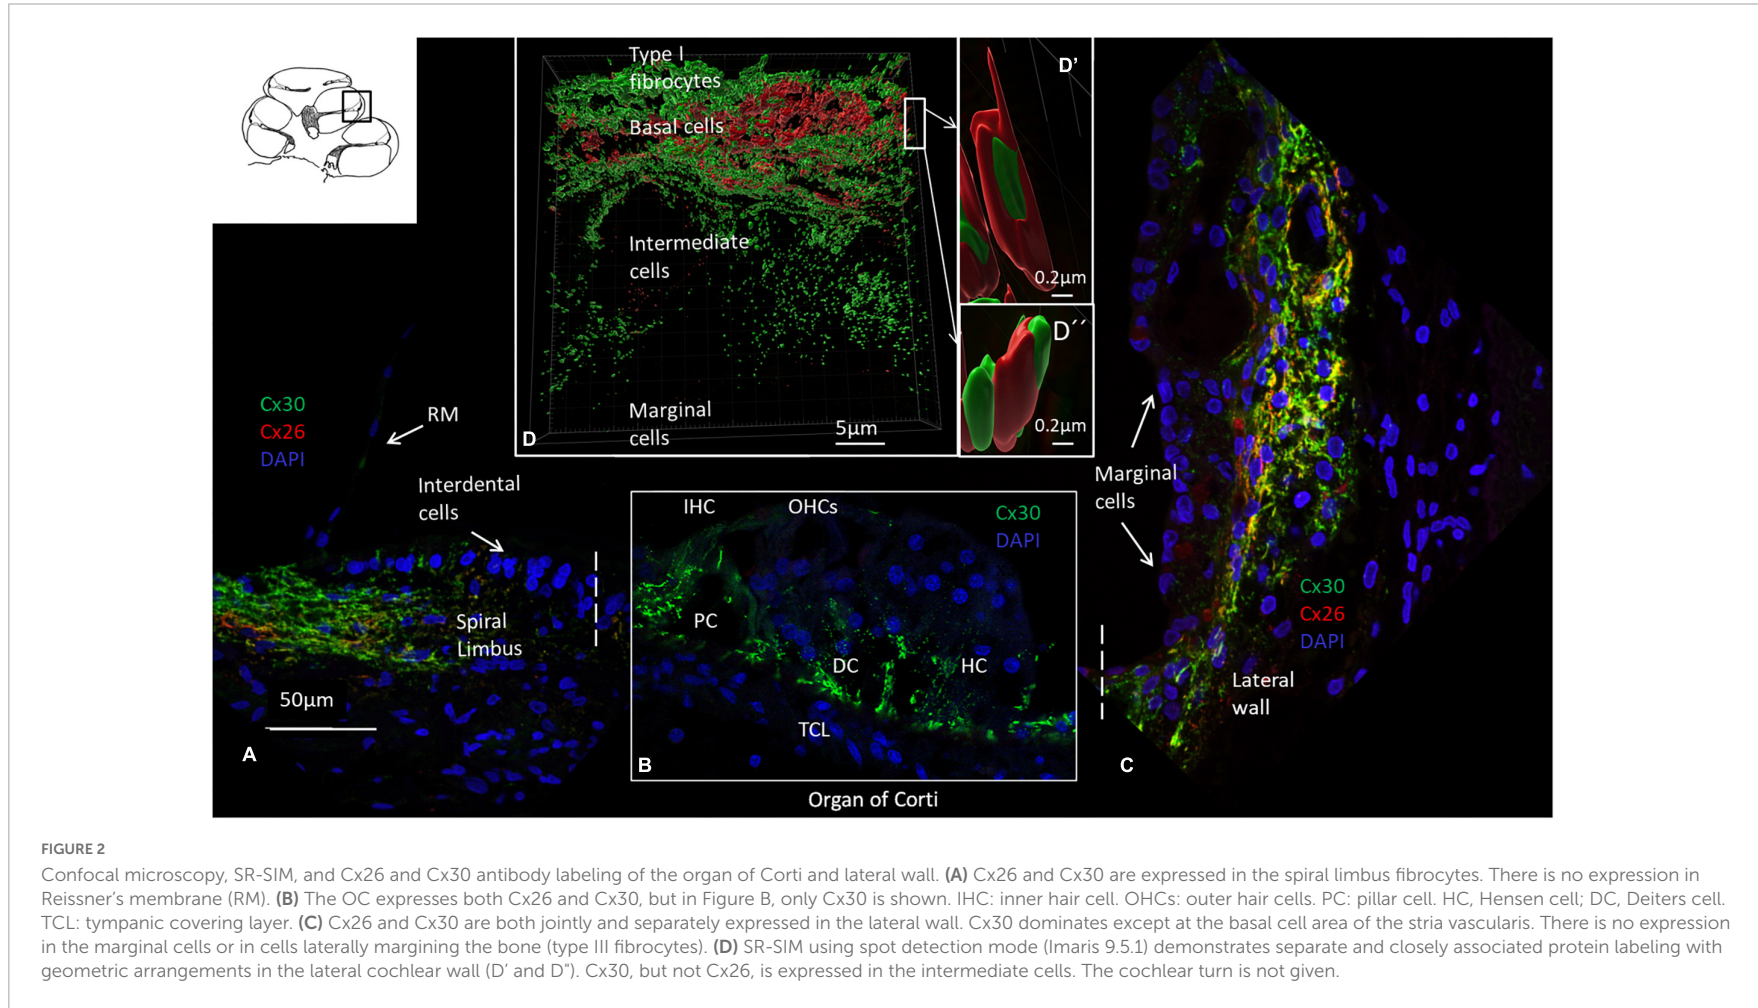 Type I
fibrocytes
Basal cells
Intermediate
cells
Marginal
cells
5µm
D
D’
0.2µm
D´´
0.2µm
Cx30
Cx26
DAPI
RM
Interdental
cells
Spiral
Limbus
50µm
A
IHC
OHCs
Cx30
DAPI
PC
DC
HC
TCL
B
Organ of Corti
Marginal
cells
Cx30
Cx26
DAPI
Lateral
wall
C
FIGURE 2
Confocal microscopy, SR-SIM, and Cx26 and Cx30 antibody labeling of the organ of Corti and lateral wall. (A) Cx26 and Cx30 are expressed in the spiral limbus fibrocytes. There is no expression in
Reissner’s membrane (RM). (B) The OC expresses both Cx26 and Cx30, but in Figure B, only Cx30 is shown. IHC: inner hair cell. OHCs: outer hair cells. PC: pillar cell. HC, Hensen cell; DC, Deiters cell.
TCL: tympanic covering layer. (C) Cx26 and Cx30 are both jointly and separately expressed in the lateral wall. Cx30 dominates except at the basal cell area of the stria vascularis. There is no expression
in the marginal cells or in cells laterally margining the bone (type III fibrocytes). (D) SR-SIM using spot detection mode (Imaris 9.5.1) demonstrates separate and closely associated protein labeling with
geometric arrangements in the lateral cochlear wall (D’ and D"). Cx30, but not Cx26, is expressed in the intermediate cells. The cochlear turn is not given.